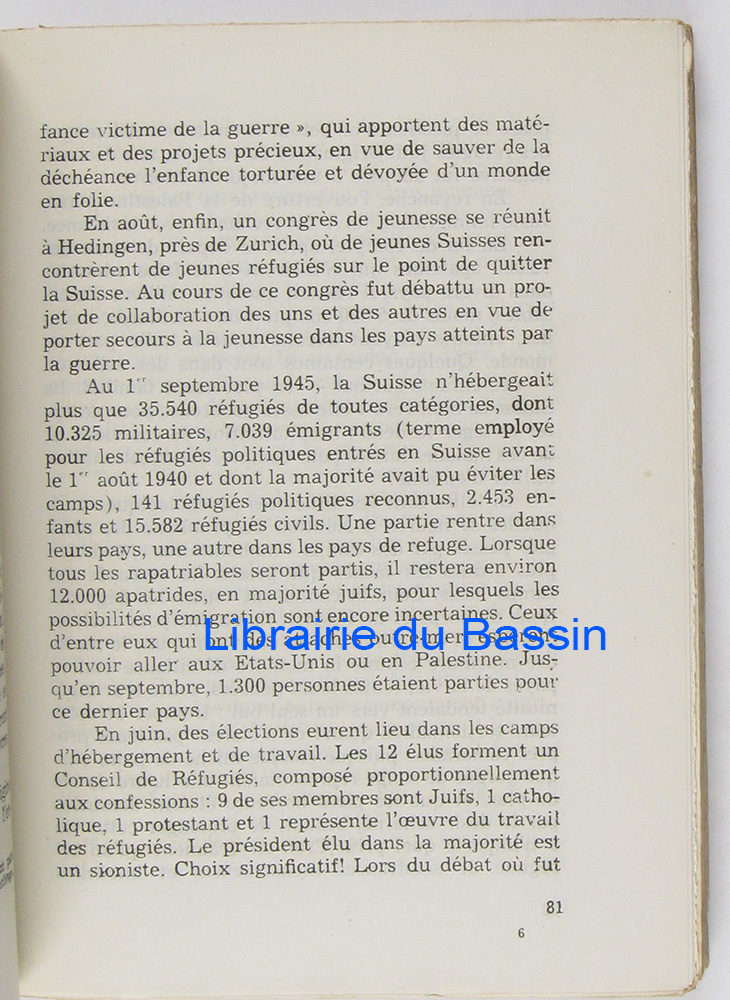 fance victime de la guerre », qui apportent des maté-
riaux et des projets précieux, en vue de sauver de la
déchéance l'enfance torturée et dévoyée d'un monde
en folie.
En août, enfin, un congrès de jeunesse se réunit
à Hedingen, près de Zurich, où de jeunes Suisses ren-
contrèrent de jeunes réfugiés sur le point de quitter
la Suisse. Au cours de ce congrès fut débattu un pro-
jet de collaboration des uns et des autres en vue de
porter secours à la jeunesse dans les pays atteints par
la guerre.
Au 1er septembre 1945, la Suisse n'hébergeait
plus que 35.540 réfugiés de toutes catégories, dont
10.325 militaires, 7.039 émigrants (terme employé
pour les réfugiés politiques entrés en Suisse avant
le 1er août 1940 et dont la majorité avait pu éviter les
camps), 141 réfugiés politiques reconnus, 2.453 en-
fants et 15.582 réfugiés civils. Une partie rentre dans
leurs pays, une autre dans les pays de refuge. Lorsque
tous les rapatriables seront partis, il restera environ
12.000 apatrides, en majorité juifs, pour lesquels les
possibilités d'émigration sont encore incertaines. Ceux
d'entre eux qui ont des attaches outre-mer espèrent
Librairie du Bassin
pouvoir aller aux Etats-Unis ou en Palestine. Jus-
qu'en septembre, 1.300 personnes étaient parties pour
ce dernier pays.
En juin, des élections eurent lieu dans les camps
d'hébergement et de travail. Les 12 élus forment un
Conseil de Réfugiés, composé proportionnellement
aux confessions : 9 de ses membres sont Juifs, 1 catho-
lique, 1 protestant et 1 représente l'œuvre du travail
des réfugiés. Le président élu dans la majorité est
un sioniste. Choix significatif! Lors du débat où fut
81
6